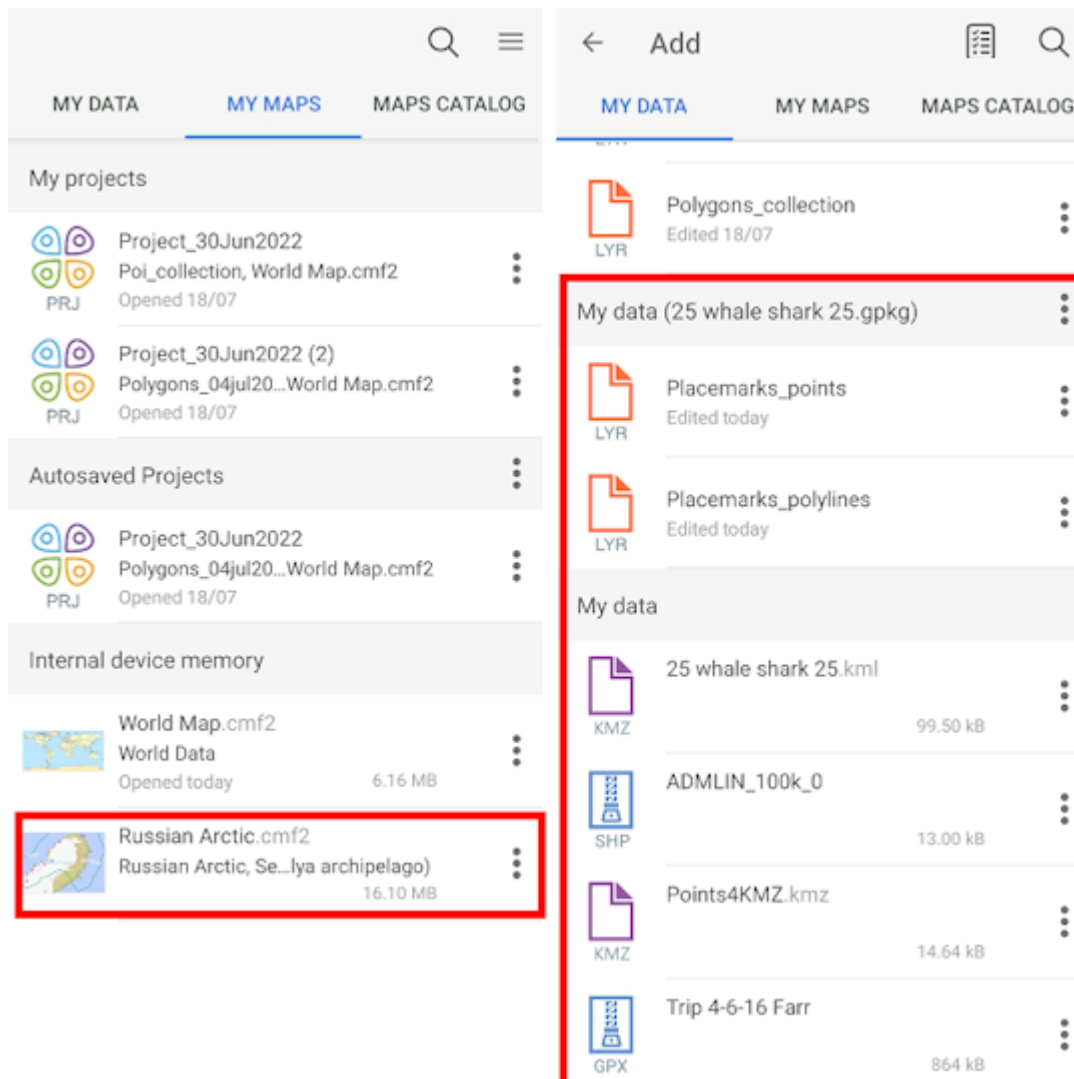 MY DATA MY MAPS MAPS CATALOG
My projects
Project_30Jun2022
Poi_collection, World Map.cmf2
PRJ
Opened 18/07
Project_30Jun2022 (2)
Polygons_04jul20...World Map.cmf2
PRJ
Opened 18/07
Autosaved Projects
Project_30Jun2022
Polygons_04jul20...World Map.cmf2
PRJ
Opened 18/07
Internal device memory
World Map.cmf2
World Data
Opened today 6.16 MB
Russian Arctic.cmf2
Russian Arctic, Se...lya archipelago)
16.10 MB
Add
MY DATA MY MAPS MAPS CATALOG
Polygons_collection
Edited 18/07
LYR
My data (25 whale shark 25.gpkg)
Placemarks_points
Edited today
LYR
Placemarks_polylines
Edited today
LYR
My data
25 whale shark 25.kml
KMZ 99.50 kB
ADMLIN_100k_0
SHP 13.00 kB
Points4KMZ.kmz
KMZ 14.64 kB
Trip 4-6-16 Farr
GPX 864 kB